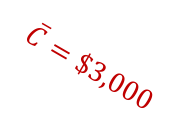 c̅ = $3,000